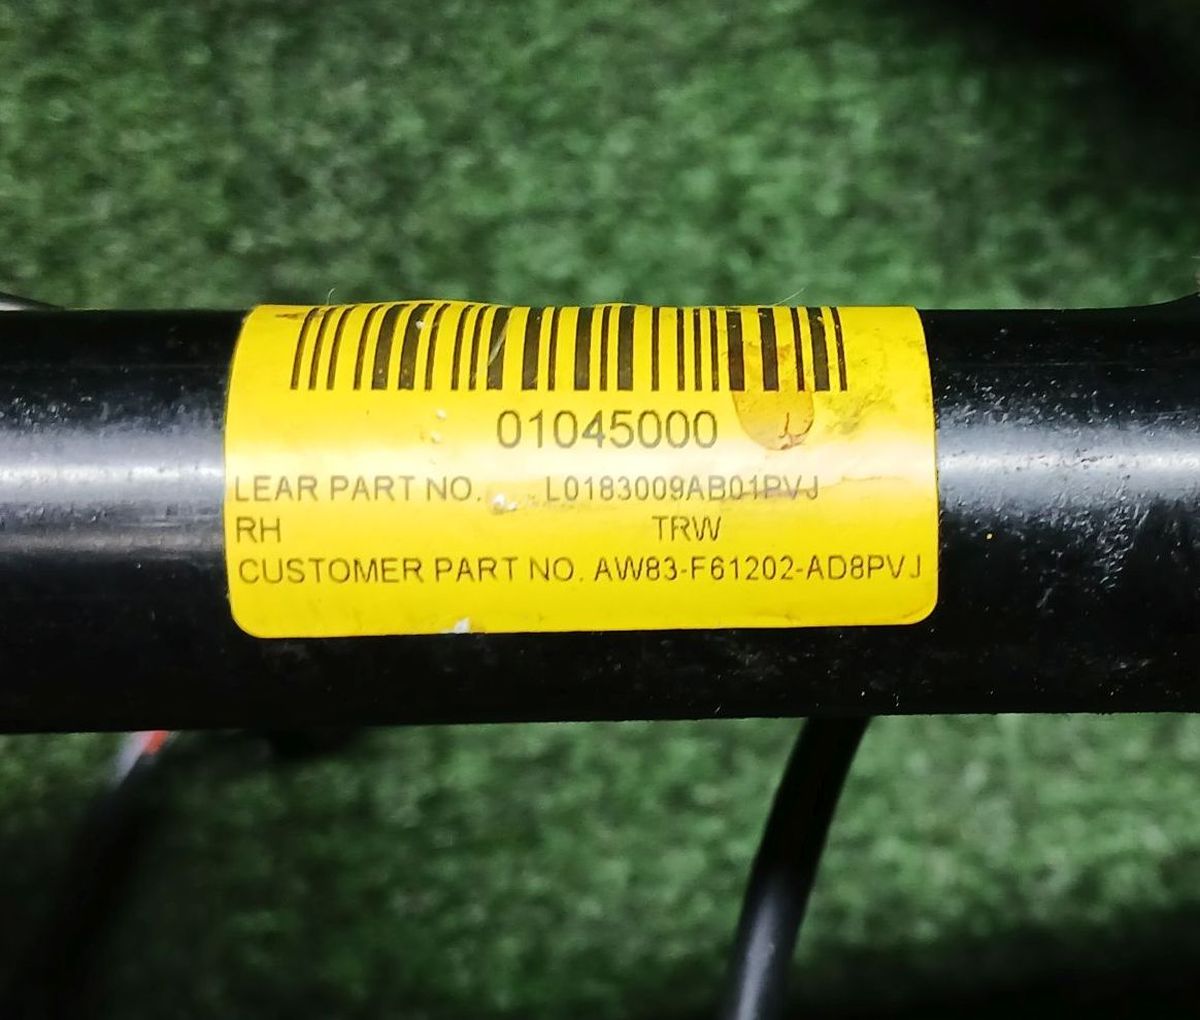 01045000
LEAR PART NO. L0183009AB01PVJ
RH TRW
CUSTOMER PART NO. AW83-F61202-AD8PVJ